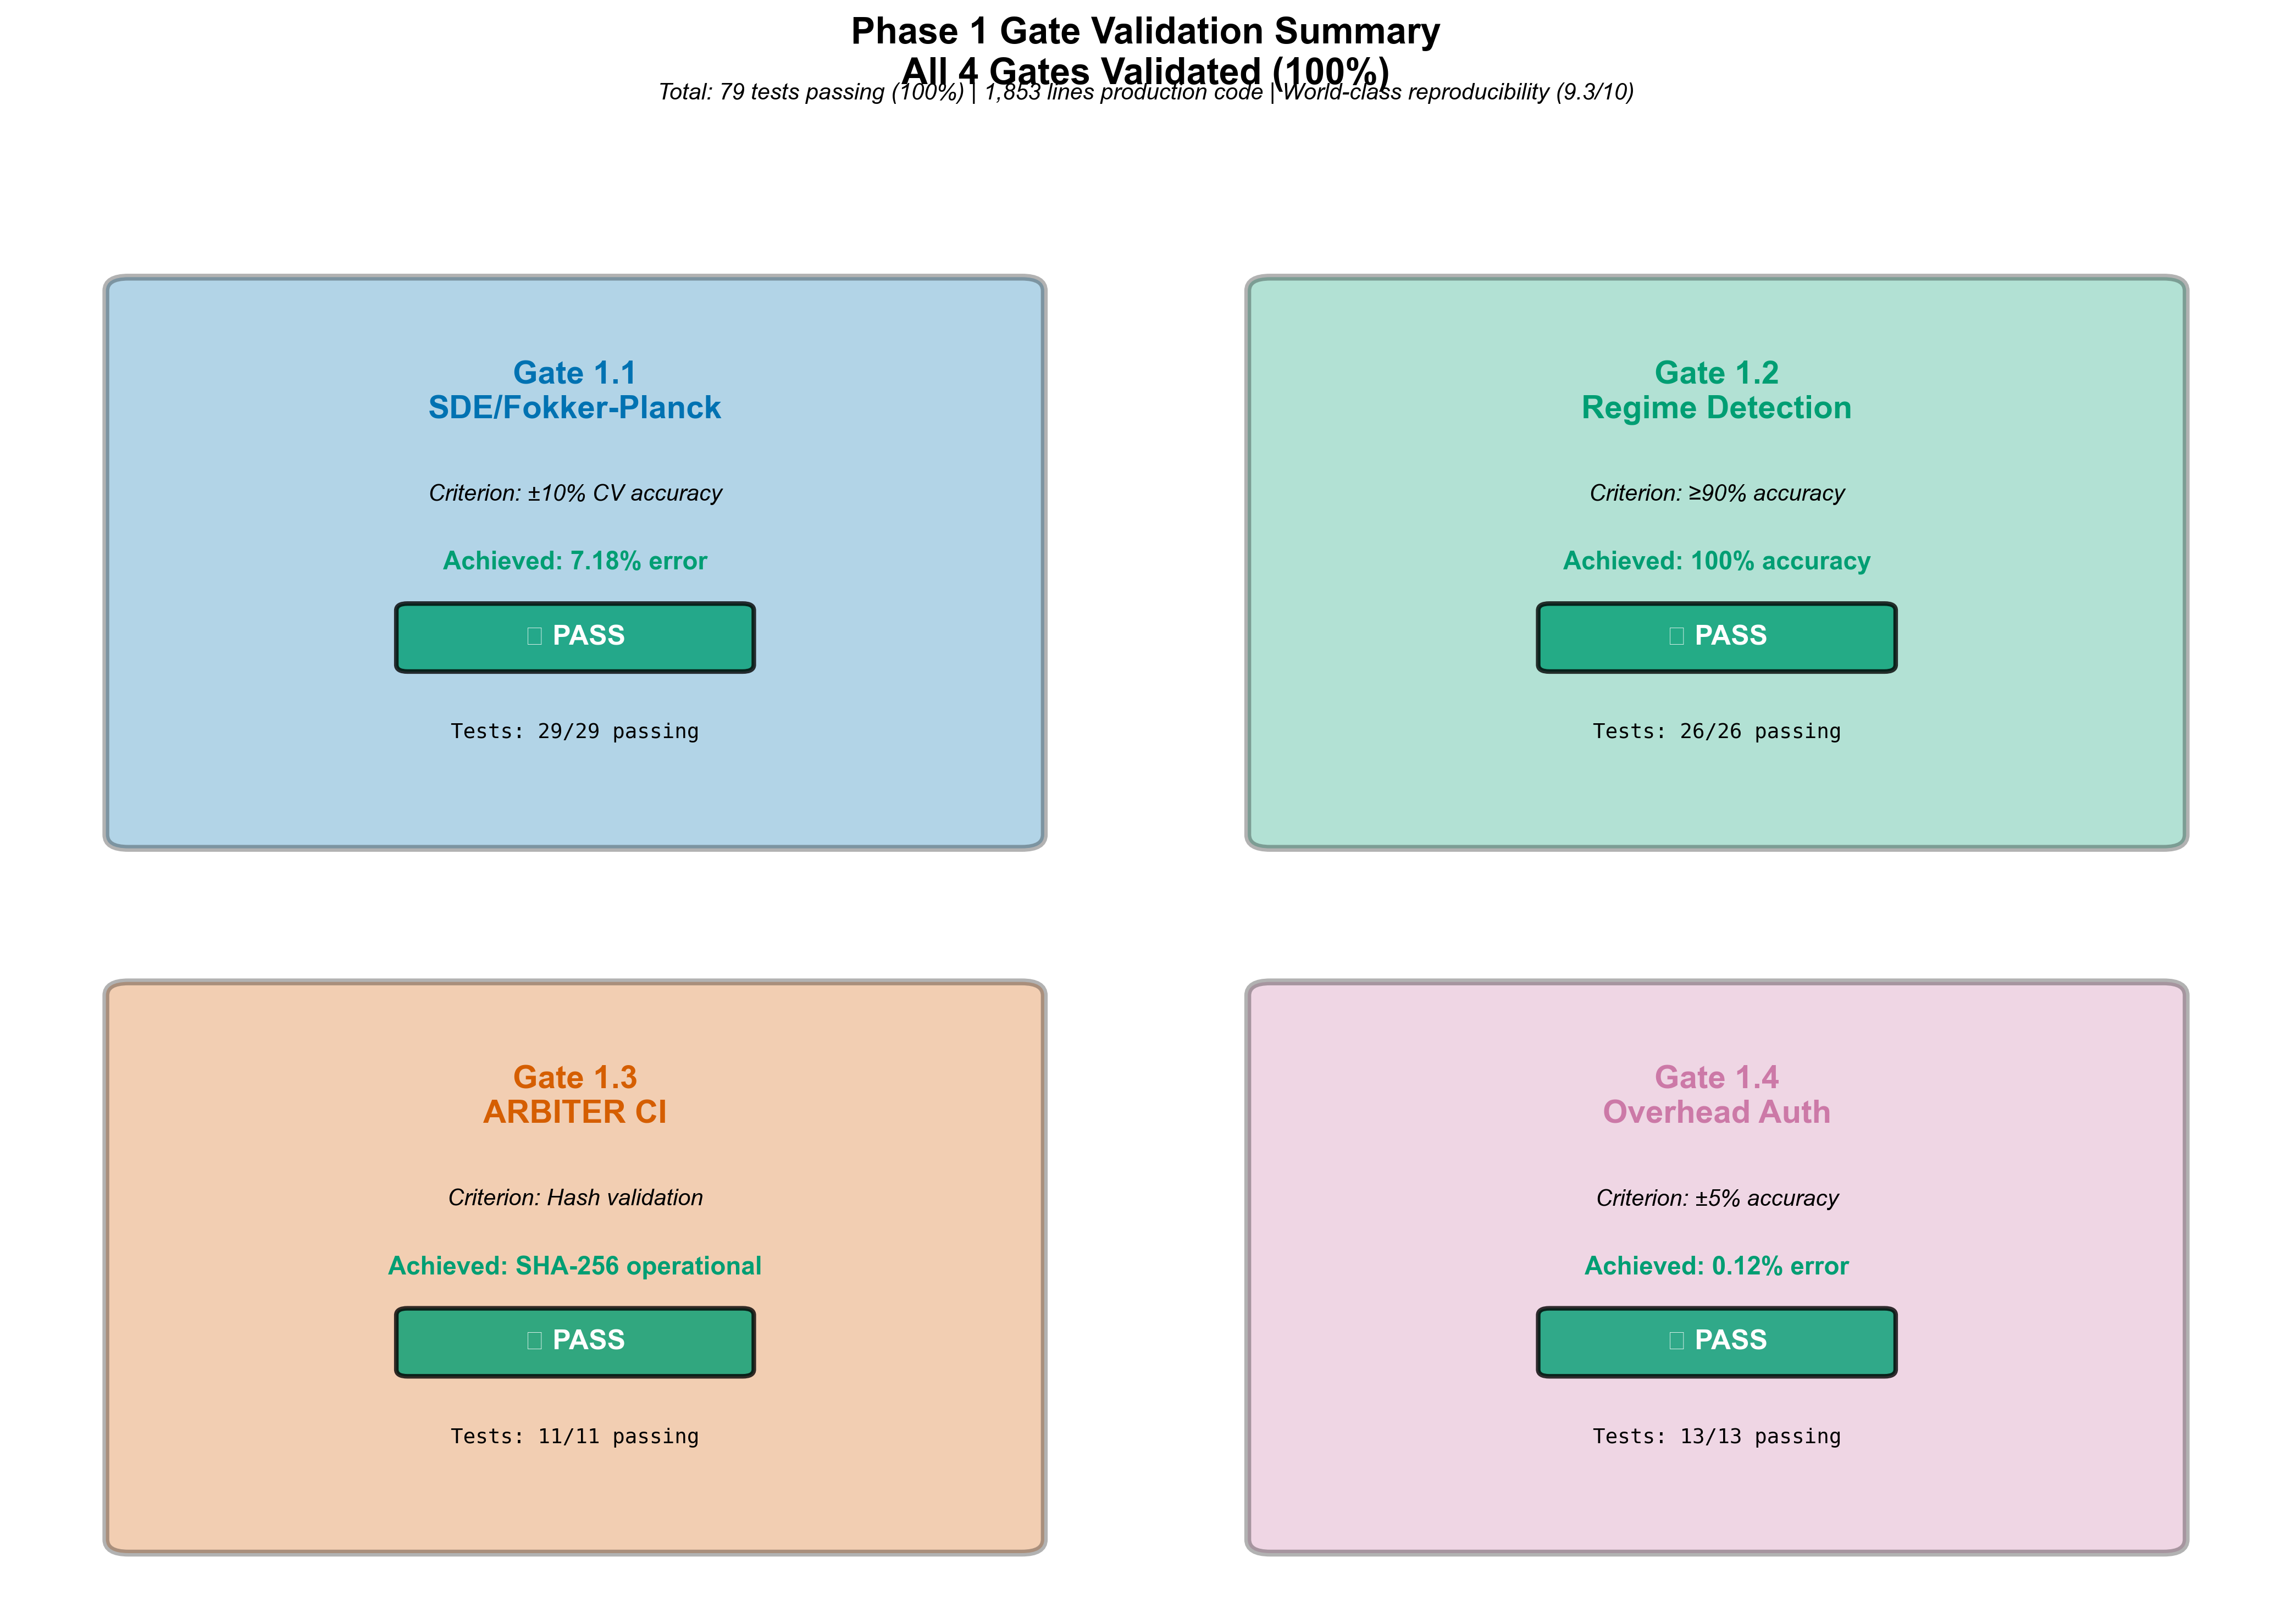 Phase 1 Gate Validation Summary
All 4 Gates Validated (100%)
Total: 79 tests passing (100%) | 1,853 lines production code | World-class reproducibility (9.3/10)
Gate 1.1
SDE/Fokker-Planck
Criterion: ±10% CV accuracy
Achieved: 7.18% error
▯ PASS
Tests: 29/29 passing
Gate 1.2
Regime Detection
Criterion: ≥90% accuracy
Achieved: 100% accuracy
▯ PASS
Tests: 26/26 passing
Gate 1.3
ARBITER CI
Criterion: Hash validation
Achieved: SHA-256 operational
▯ PASS
Tests: 11/11 passing
Gate 1.4
Overhead Auth
Criterion: ±5% accuracy
Achieved: 0.12% error
▯ PASS
Tests: 13/13 passing